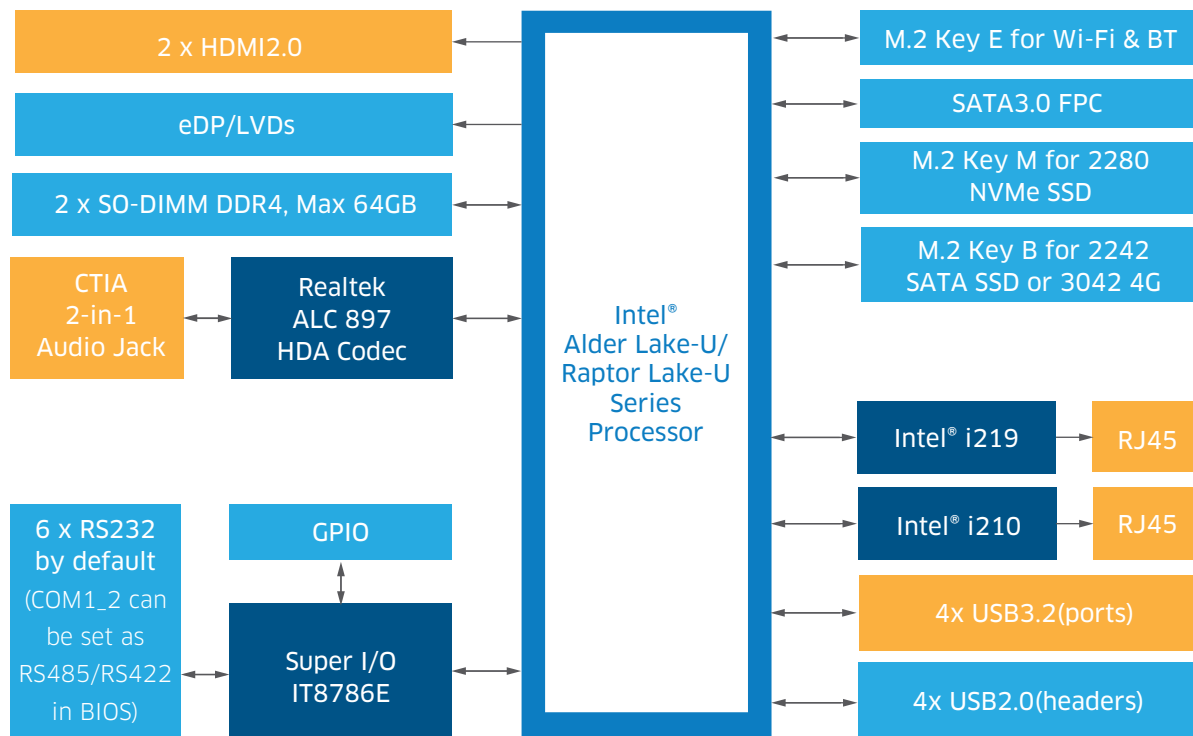 2 x HDMI2.0
eDP/LVDs
2 x SO-DIMM DDR4, Max 64GB
CTIA
2-in-1
Audio Jack
Realtek
ALC 897
HDA Codec
6 x RS232
by default
(COM1_2 can
be set as
RS485/RS422
in BIOS)
GPIO
Super I/O
IT8786E
Intel®
Alder Lake-U/
Raptor Lake-U
Series
Processor
M.2 Key E for Wi-Fi & BT
SATA3.0 FPC
M.2 Key M for 2280
NVMe SSD
M.2 Key B for 2242
SATA SSD or 3042 4G
Intel® i219
RJ45
Intel® i210
RJ45
4x USB3.2(ports)
4x USB2.0(headers)